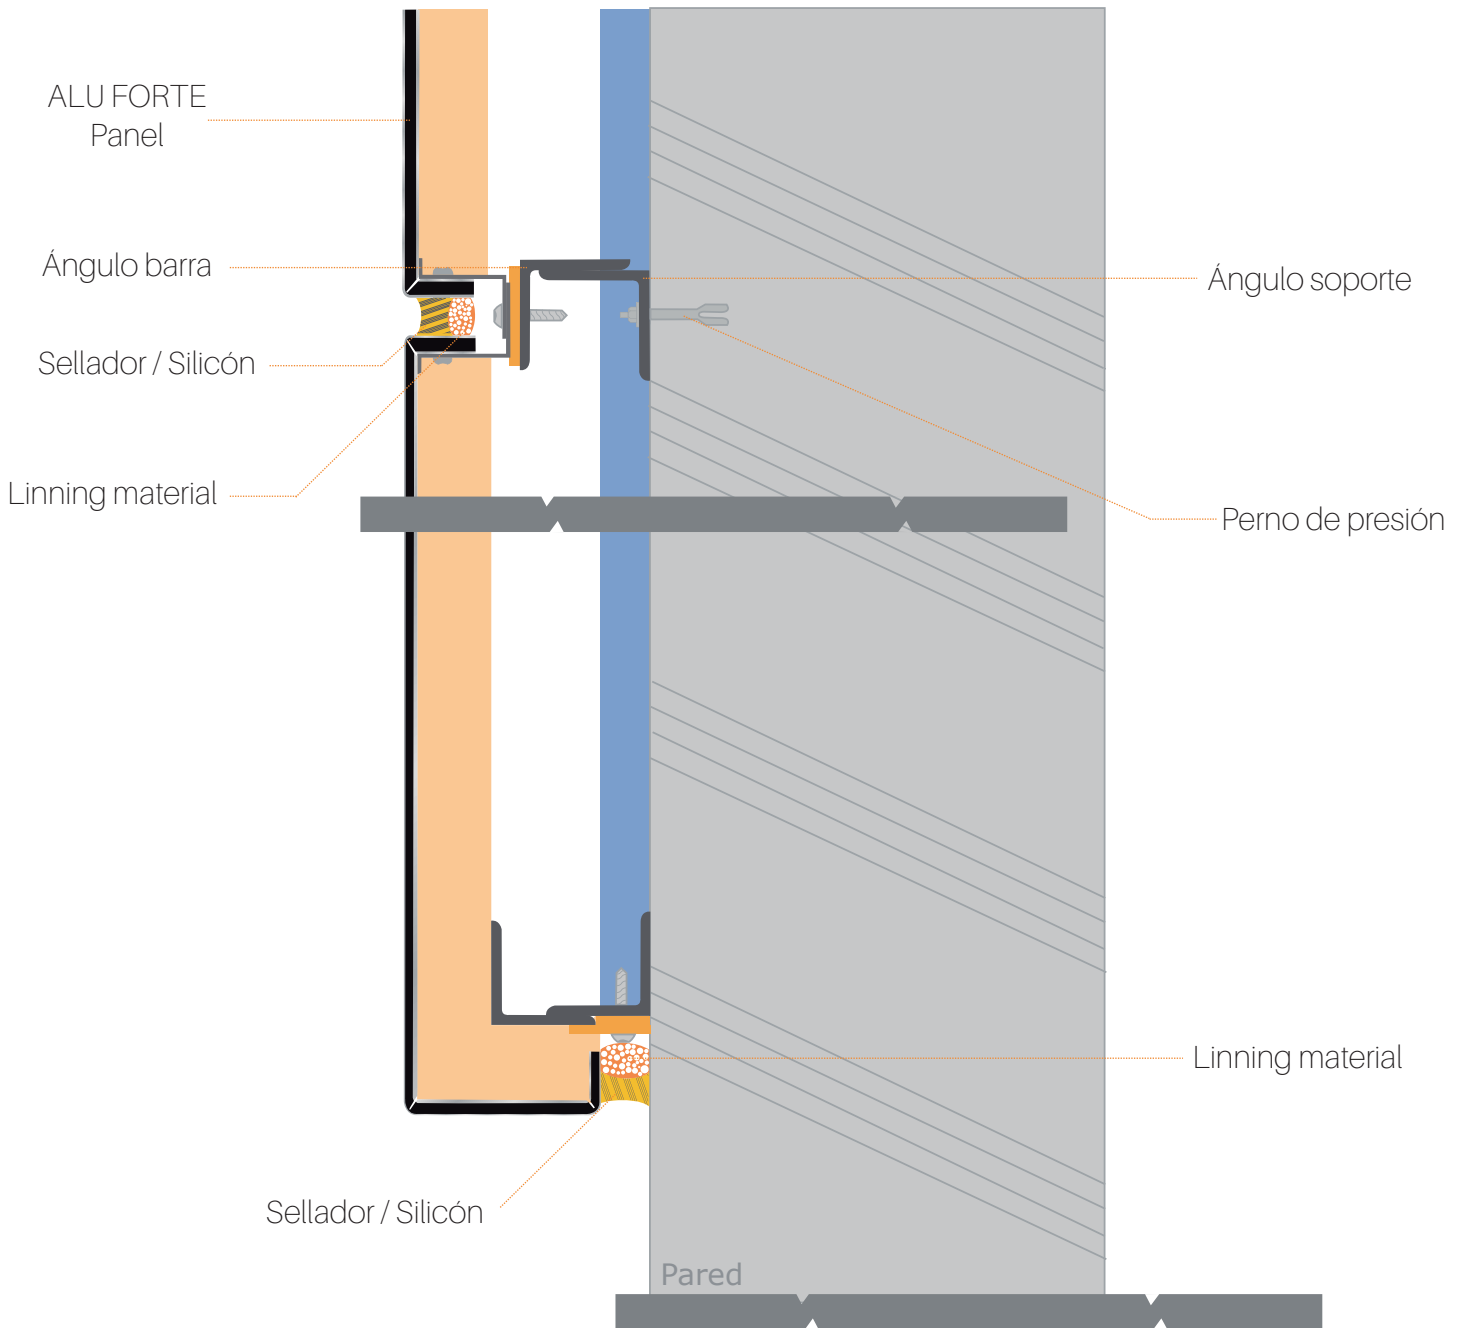 ALU FORTE
Panel
Ángulo barra
Ángulo soporte
Sellador / Silicón
Linning material
Perno de presión
Linning material
Sellador / Silicón
Pared